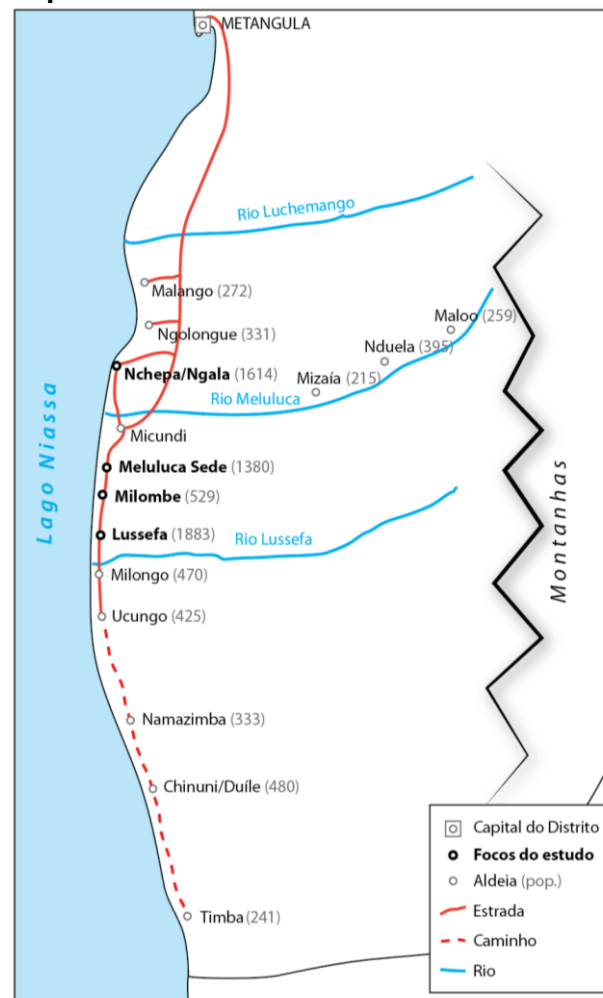 METANGULA
Rio Luchemango
Malango (272)
Maloo (259)
Ngolongue (331)
Nduela (395)
Nchepa/Ngala (1614)
Mizaía (215)
Rio Meluluca
Micundi
Lago Niassa
Meluluca Sede (1380)
Milombe (529)
Montanhas
Lussefa (1883)
Rio Lussefa
Milongo (470)
Ucungo (425)
Namazimba (333)
Chinuni/Duíle (480)
Timba (241)
Capital do Distrito
Focos do estudo
Aldeia (pop.)
Estrada
Caminho
Rio